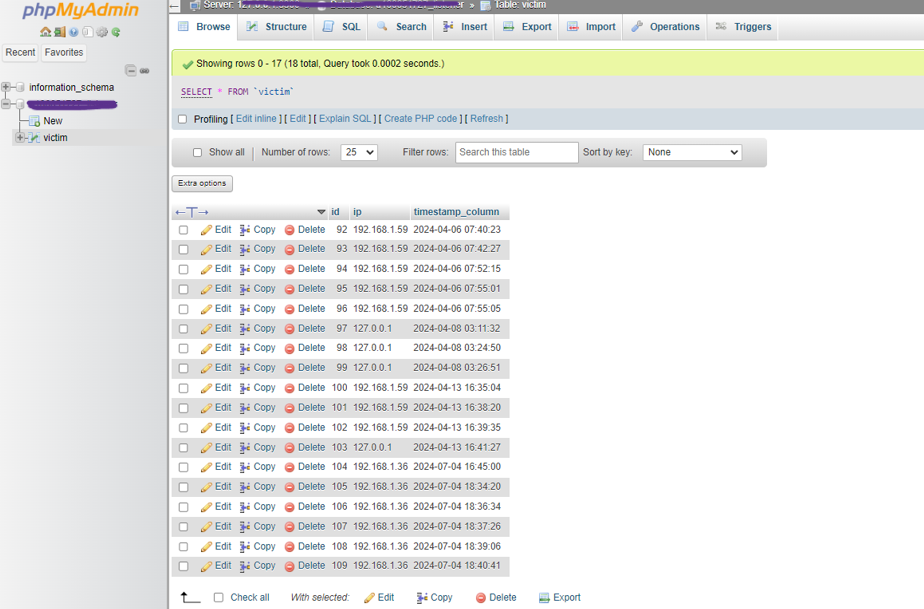 phpMyAdmin
Recent Favorites
information_schema
New
victim
Server: Table: victim
Browse Structure SQL Search Insert Export Import Operations Triggers
Showing rows 0 - 17 (18 total, Query took 0.0002 seconds.)
SELECT * FROM `victim`
Profiling [ Edit inline ] [ Edit ] [ Explain SQL ] [ Create PHP code ] [ Refresh ]
Show all Number of rows: 25 Filter rows: Search this table Sort by key: None
Extra options
←T→ id ip timestamp_column
Edit Copy Delete 92 192.168.1.59 2024-04-06 07:40:23
Edit Copy Delete 93 192.168.1.59 2024-04-06 07:42:27
Edit Copy Delete 94 192.168.1.59 2024-04-06 07:52:15
Edit Copy Delete 95 192.168.1.59 2024-04-06 07:55:01
Edit Copy Delete 96 192.168.1.59 2024-04-06 07:55:05
Edit Copy Delete 97 127.0.0.1 2024-04-08 03:11:32
Edit Copy Delete 98 127.0.0.1 2024-04-08 03:24:50
Edit Copy Delete 99 127.0.0.1 2024-04-08 03:26:51
Edit Copy Delete 100 192.168.1.59 2024-04-13 16:35:04
Edit Copy Delete 101 192.168.1.59 2024-04-13 16:38:20
Edit Copy Delete 102 192.168.1.59 2024-04-13 16:39:35
Edit Copy Delete 103 127.0.0.1 2024-04-13 16:41:27
Edit Copy Delete 104 192.168.1.36 2024-07-04 16:45:00
Edit Copy Delete 105 192.168.1.36 2024-07-04 18:34:20
Edit Copy Delete 106 192.168.1.36 2024-07-04 18:36:34
Edit Copy Delete 107 192.168.1.36 2024-07-04 18:37:26
Edit Copy Delete 108 192.168.1.36 2024-07-04 18:39:06
Edit Copy Delete 109 192.168.1.36 2024-07-04 18:40:41
Check all With selected: Edit Copy Delete Export